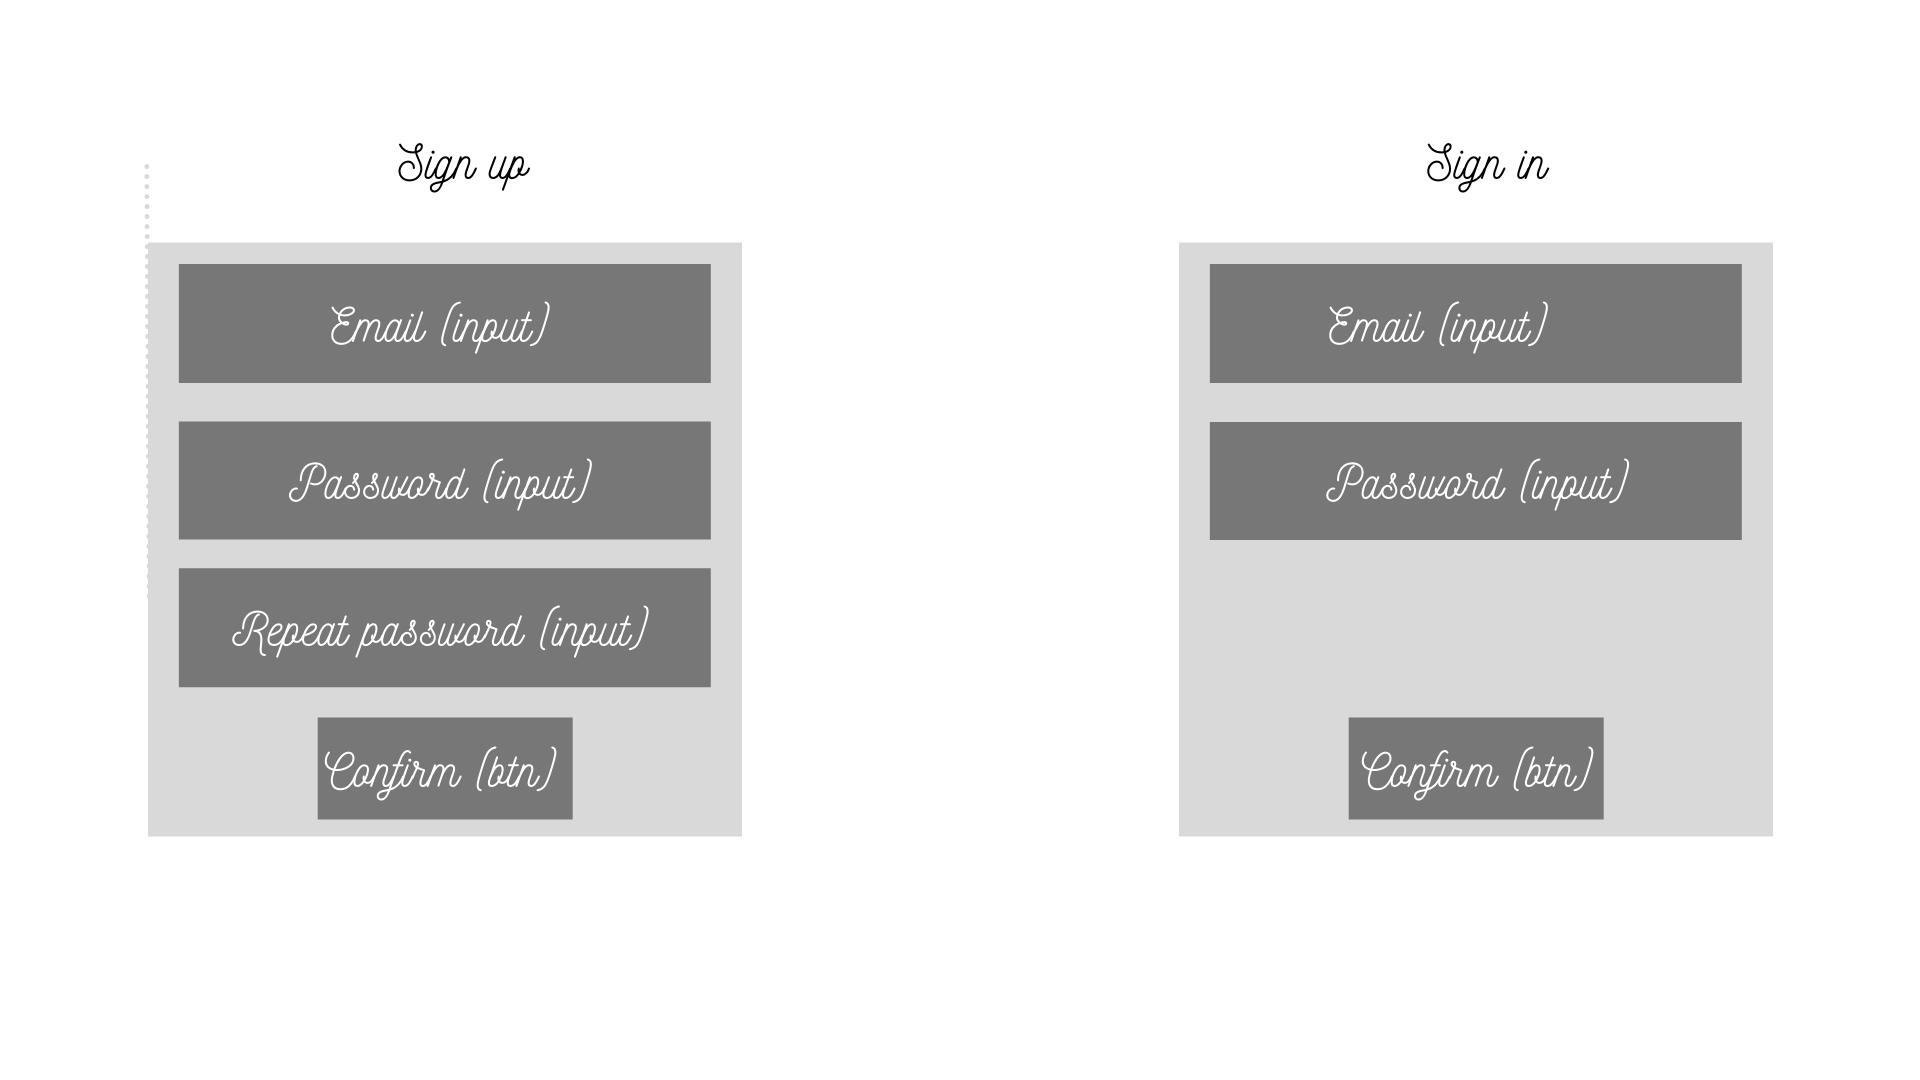 Sign up
Email (input)
Password (input)
Repeat password (input)
Confirm (btn)
Sign in
Email (input)
Password (input)
Confirm (btn)